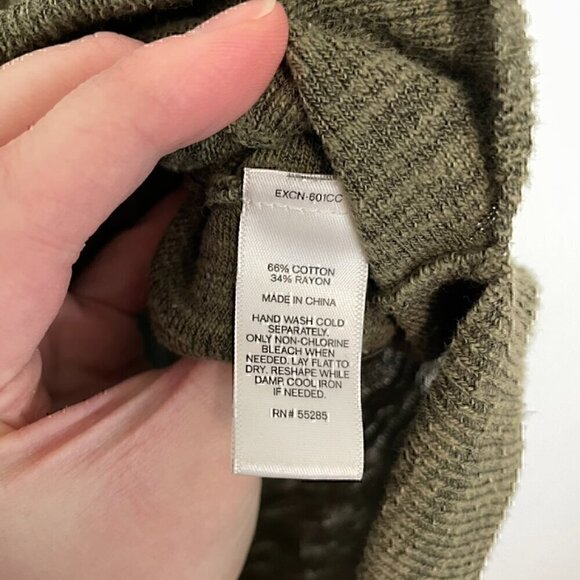 EXCN-601CC
66% COTTON
34% RAYON
MADE IN CHINA
HAND WASH COLD
SEPARATELY.
ONLY NON-CHLORINE
BLEACH WHEN
NEEDED. LAY FLAT TO
DRY. RESHAPE WHILE
DAMP. COOL IRON
IF NEEDED.
RN# 55285